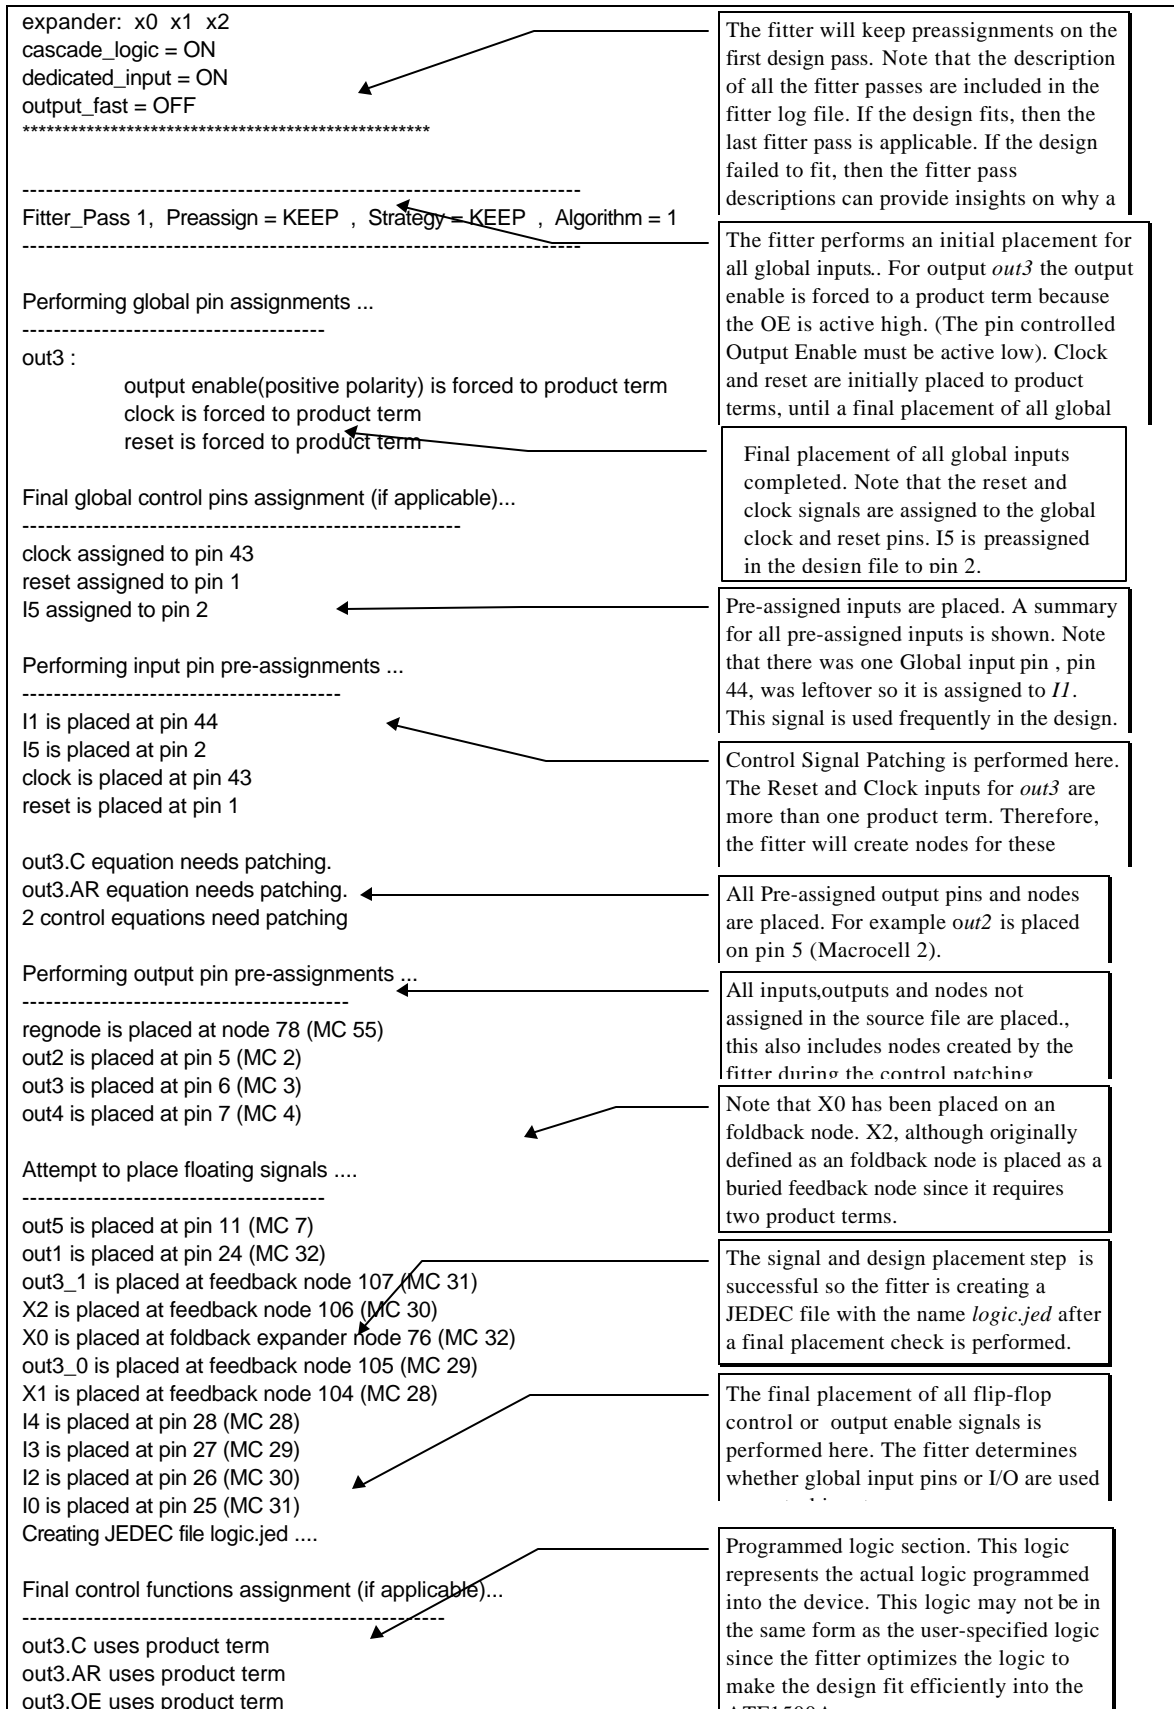 expander: x0 x1 x2
cascade_logic = ON
dedicated_input = ON
output_fast = OFF
***************************************************
-----------------------------------------------------------------------
Fitter_Pass 1, Preassign = KEEP , Strategy = KEEP , Algorithm = 1
-----------------------------------------------------------------------
Performing global pin assignments ...
--------------------------------------
out3 :
output enable(positive polarity) is forced to product term
clock is forced to product term
reset is forced to product term
Final global control pins assignment (if applicable)...
-------------------------------------------------------
clock assigned to pin 43
reset assigned to pin 1
I5 assigned to pin 2
Performing input pin pre-assignments ...
----------------------------------------
I1 is placed at pin 44
I5 is placed at pin 2
clock is placed at pin 43
reset is placed at pin 1
out3.C equation needs patching.
out3.AR equation needs patching.
2 control equations need patching
Performing output pin pre-assignments ...
-----------------------------------------
regnode is placed at node 78 (MC 55)
out2 is placed at pin 5 (MC 2)
out3 is placed at pin 6 (MC 3)
out4 is placed at pin 7 (MC 4)
Attempt to place floating signals ....
--------------------------------------
out5 is placed at pin 11 (MC 7)
out1 is placed at pin 24 (MC 32)
out3_1 is placed at feedback node 107 (MC 31)
X2 is placed at feedback node 106 (MC 30)
X0 is placed at foldback expander node 76 (MC 32)
out3_0 is placed at feedback node 105 (MC 29)
X1 is placed at feedback node 104 (MC 28)
I4 is placed at pin 28 (MC 28)
I3 is placed at pin 27 (MC 29)
I2 is placed at pin 26 (MC 30)
I0 is placed at pin 25 (MC 31)
Creating JEDEC file logic.jed ....
Final control functions assignment (if applicable)...
-----------------------------------------------------
out3.C uses product term
out3.AR uses product term
out3.OE uses product term
The fitter will keep preassignments on the
first design pass. Note that the description
of all the fitter passes are included in the
fitter log file. If the design fits, then the
last fitter pass is applicable. If the design
failed to fit, then the fitter pass
descriptions can provide insights on why a
The fitter performs an initial placement for
all global inputs.. For output out3 the output
enable is forced to a product term because
the OE is active high. (The pin controlled
Output Enable must be active low). Clock
and reset are initially placed to product
terms, until a final placement of all global
Final placement of all global inputs
completed. Note that the reset and
clock signals are assigned to the global
clock and reset pins. I5 is preassigned
in the design file to pin 2.
Pre-assigned inputs are placed. A summary
for all pre-assigned inputs is shown. Note
that there was one Global input pin , pin
44, was leftover so it is assigned to I1.
This signal is used frequently in the design.
Control Signal Patching is performed here.
The Reset and Clock inputs for out3 are
more than one product term. Therefore,
the fitter will create nodes for these
All Pre-assigned output pins and nodes
are placed. For example out2 is placed
on pin 5 (Macrocell 2).
All inputs,outputs and nodes not
assigned in the source file are placed.,
this also includes nodes created by the
fitter during the control patching
Note that X0 has been placed on an
foldback node. X2, although originally
defined as an foldback node is placed as a
buried feedback node since it requires
two product terms.
The signal and design placement step is
successful so the fitter is creating a
JEDEC file with the name logic.jed after
a final placement check is performed.
The final placement of all flip-flop
control or output enable signals is
performed here. The fitter determines
whether global input pins or I/O are used
Programmed logic section. This logic
represents the actual logic programmed
into the device. This logic may not be in
the same form as the user-specified logic
since the fitter optimizes the logic to
make the design fit efficiently into the